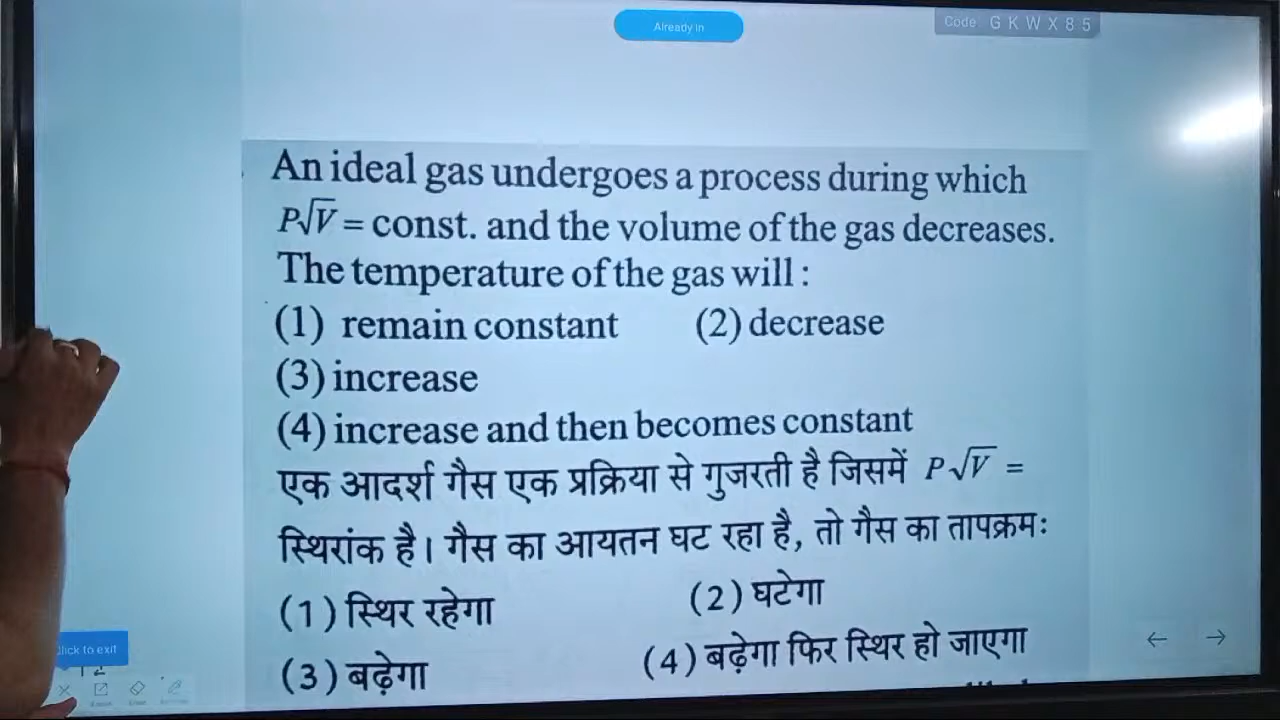 Already in
Code: G K W X 8 5
An ideal gas undergoes a process during which
P√V = const. and the volume of the gas decreases.
The temperature of the gas will :
(1) remain constant (2) decrease
(3) increase
(4) increase and then becomes constant
एक आदर्श गैस एक प्रक्रिया से गुजरती है जिसमें P√V =
स्थिरांक है। गैस का आयतन घट रहा है, तो गैस का तापक्रमः
(1) स्थिर रहेगा (2) घटेगा
(3) बढ़ेगा (4) बढ़ेगा फिर स्थिर हो जाएगा
lick to exit